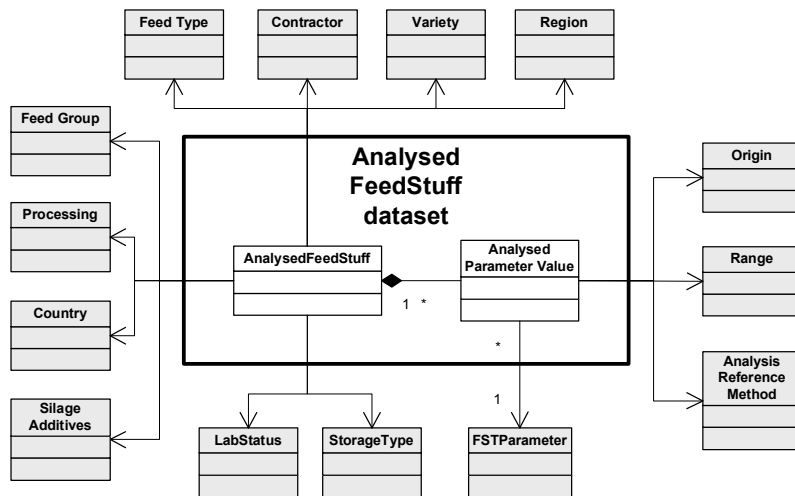 Feed Type
Contractor
Variety
Region
Feed Group
Processing
Country
Silage
Additives
Analysed
FeedStuff
dataset
AnalysedFeedStuff
Analysed
Parameter Value
1 *
*
1
Origin
Range
Analysis
Reference
Method
LabStatus
StorageType
FSTParameter